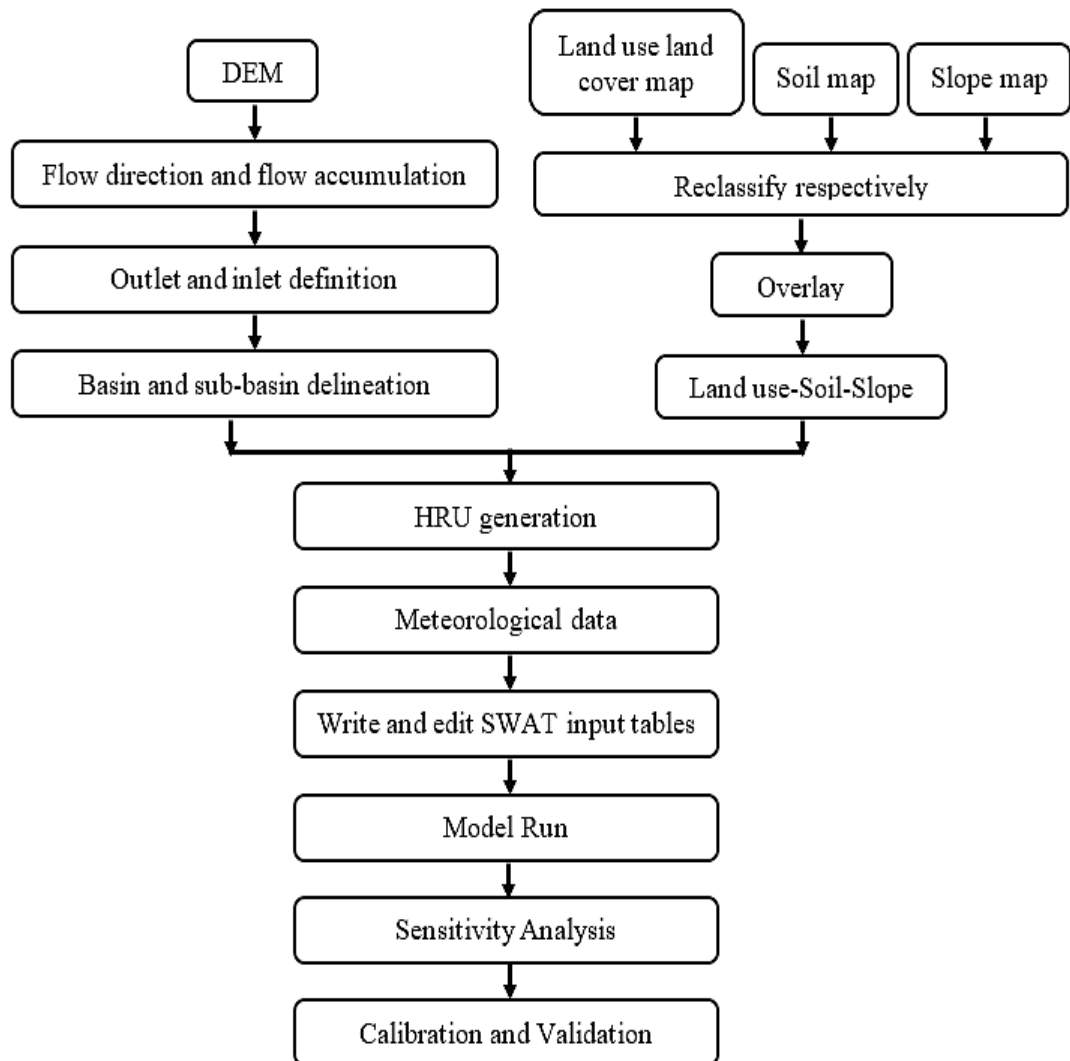 DEM
Land use land
cover map
Soil map
Slope map
Flow direction and flow accumulation
Reclassify respectively
Outlet and inlet definition
Overlay
Basin and sub-basin delineation
Land use-Soil-Slope
HRU generation
Meteorological data
Write and edit SWAT input tables
Model Run
Sensitivity Analysis
Calibration and Validation